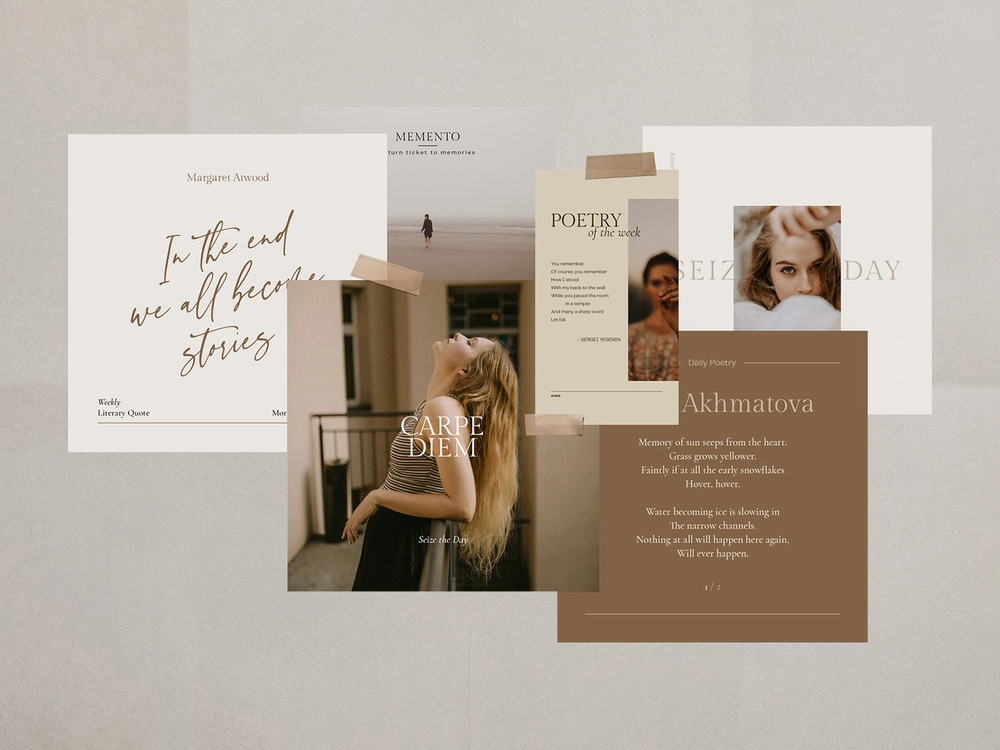 Margaret Atwood
In the end
we all become
stories
Weekly
Literary Quote
MEMENTO
turn ticket to memories
CARPE
DIEM
Seize the Day
POETRY
of the week
You remember,
Of course, you remember
How I stood
With my back to the wall
While you paced the room
in a temper
And many a sharp word
Let fall.
- SERGEI YESENIN
SEIZ
DAY
Daily Poetry
Akhmatova
Memory of sun seeps from the heart.
Grass grows yellower.
Faintly if at all the early snowflakes
Hover, hover.
Water becoming ice is slowing in
The narrow channels.
Nothing at all will happen here again,
Will ever happen.
1 / 2